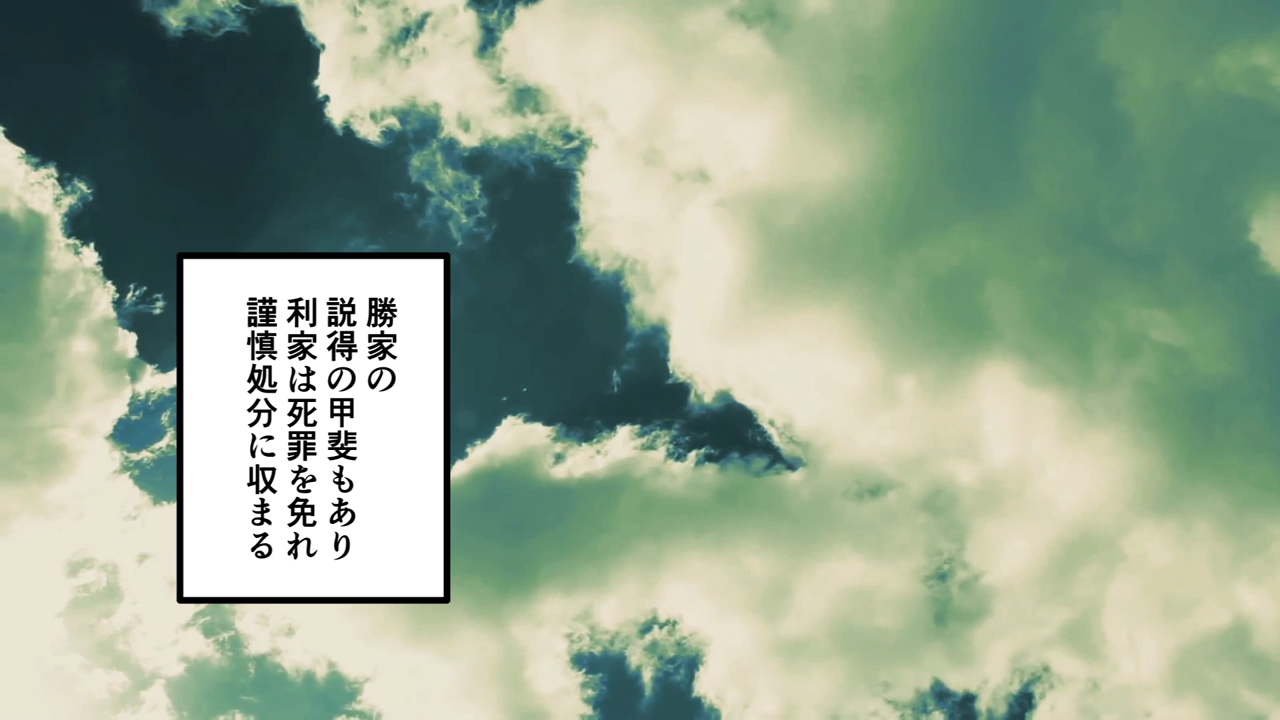 勝家の
説得の甲斐もあり
利家は死罪を免れ
謹慎処分に収まる